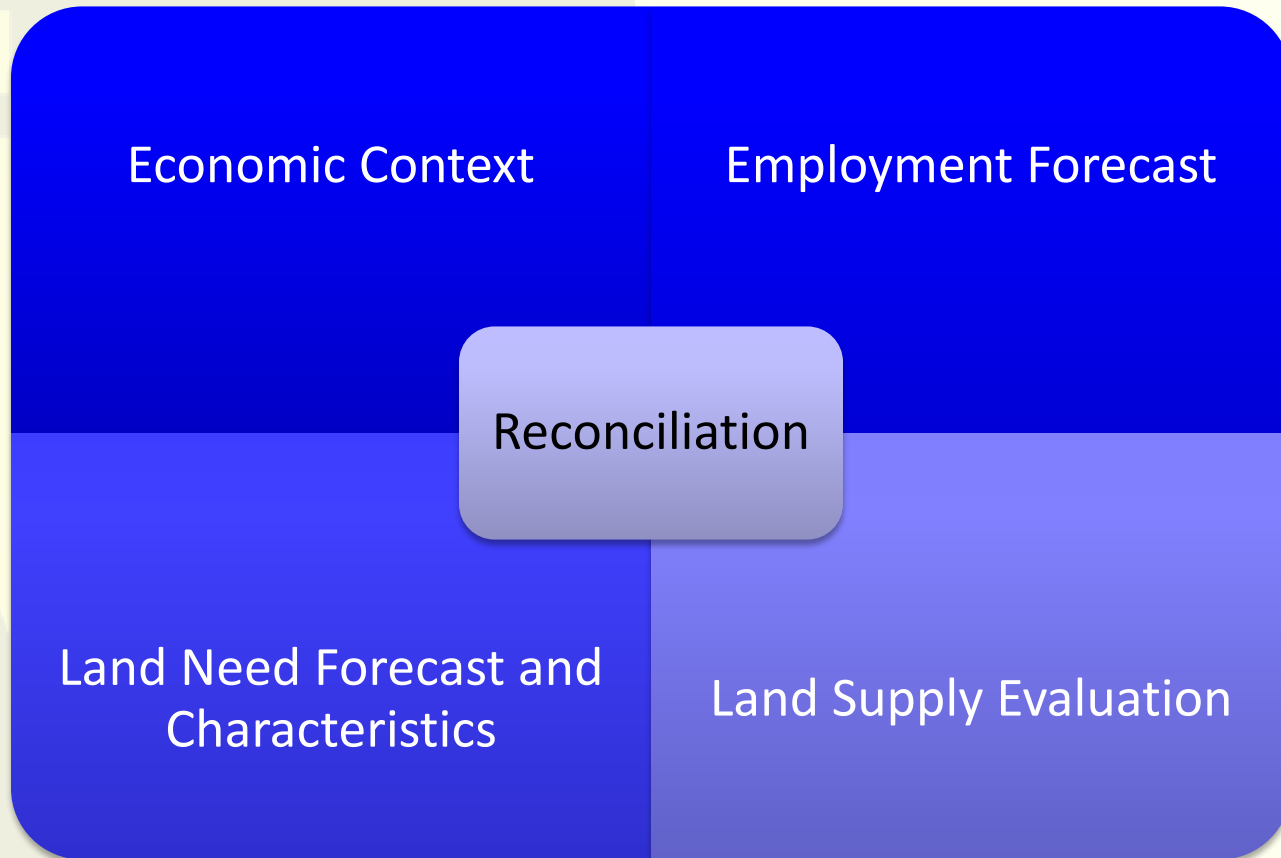 Economic Context
Employment Forecast
Reconciliation
Land Need Forecast and
Characteristics
Land Supply Evaluation